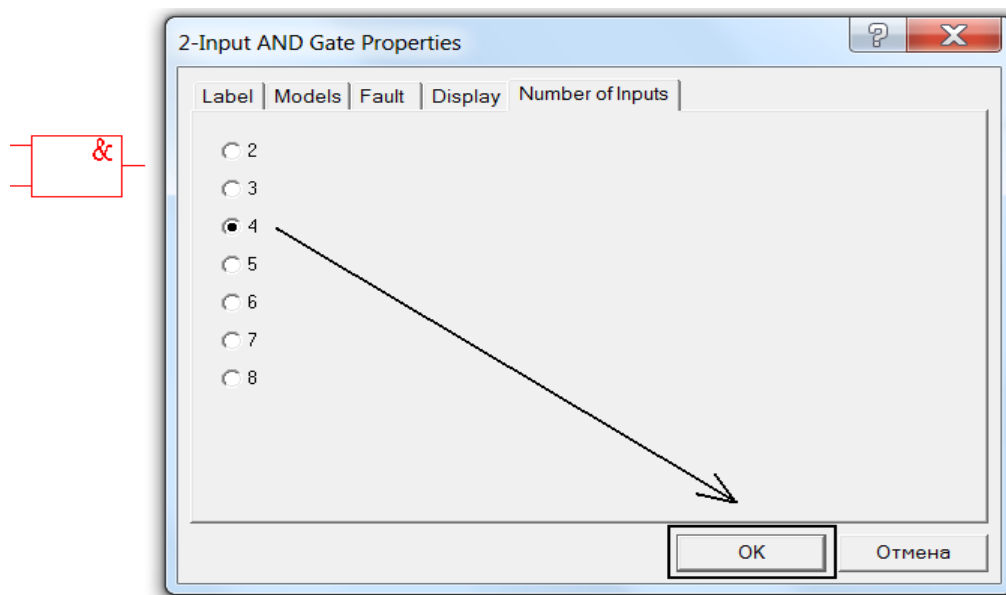 2-Input AND Gate Properties
?
X
Label Models Fault Display Number of Inputs
&
2
3
4
5
6
7
8
OK Отмена